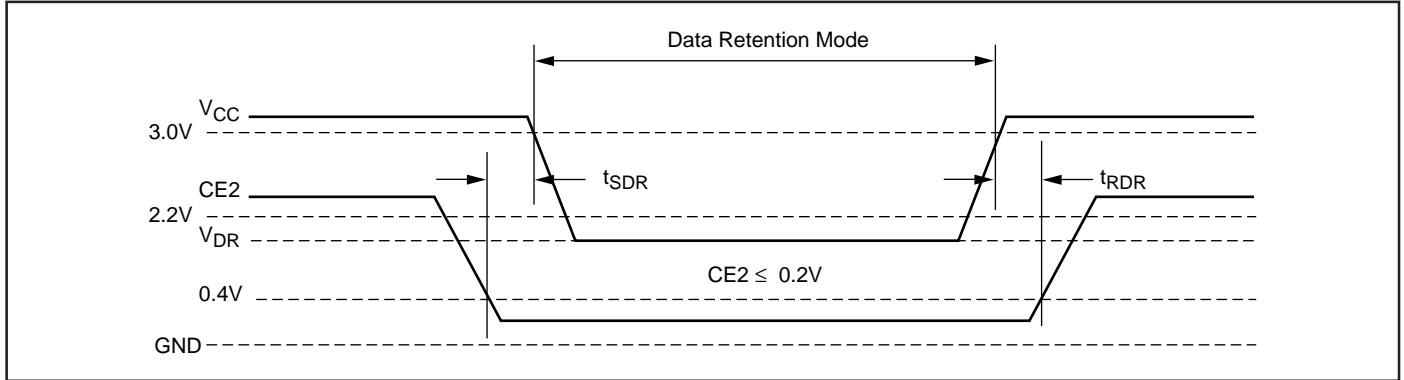 Data Retention Mode
VCC
3.0V
tSDR
tRDR
CE2
2.2V
VDR
CE2 ≤ 0.2V
0.4V
GND